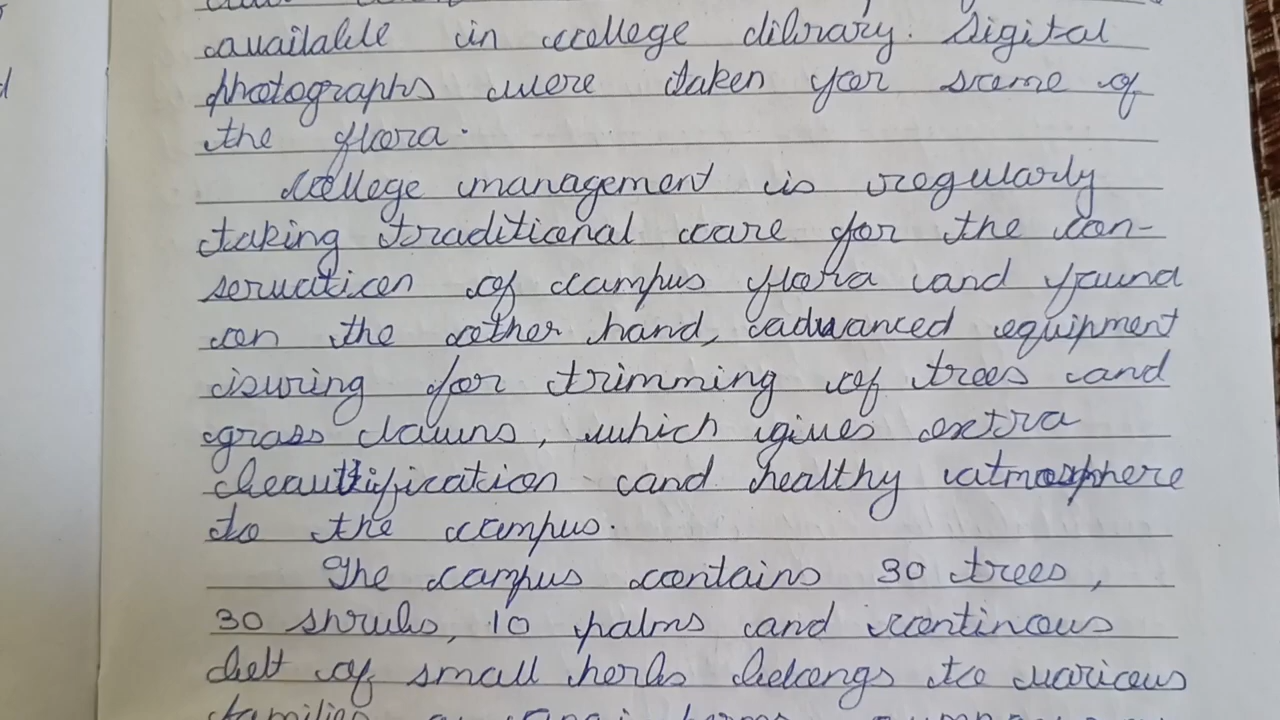 available in college library. Digital
photographs were taken for some of
the flora.
College management is regularly
taking traditional care for the con-
servation of campus flora and fauna
on the other hand, advanced equipment
isuring for trimming of trees and
grass lawns, which gives extra
beautification and healthy atmosphere
to the campus.
The campus contains 30 trees,
30 shrubs, 10 palms and continous
belt of small herbs belongs to various
families